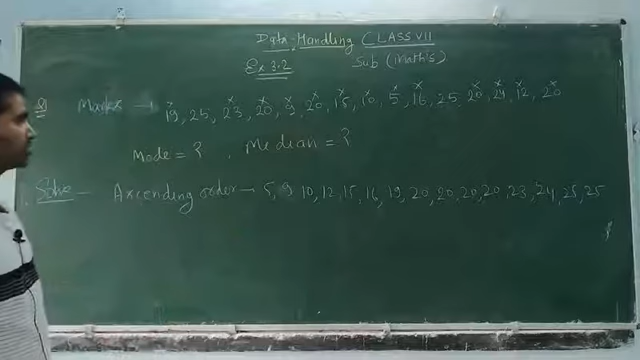 Data Handling CLASS VII
Ex 3.2 Sub (Math's)
Q Marks → 19, 25, 23, 20, 9, 20, 15, 10, 5, 16, 25, 20, 24, 12, 20
Mode = ? , Median = ?
Solve - Ascending order → 5, 9 10, 12, 15, 16, 19, 20, 20, 20, 20, 23, 24, 25, 25